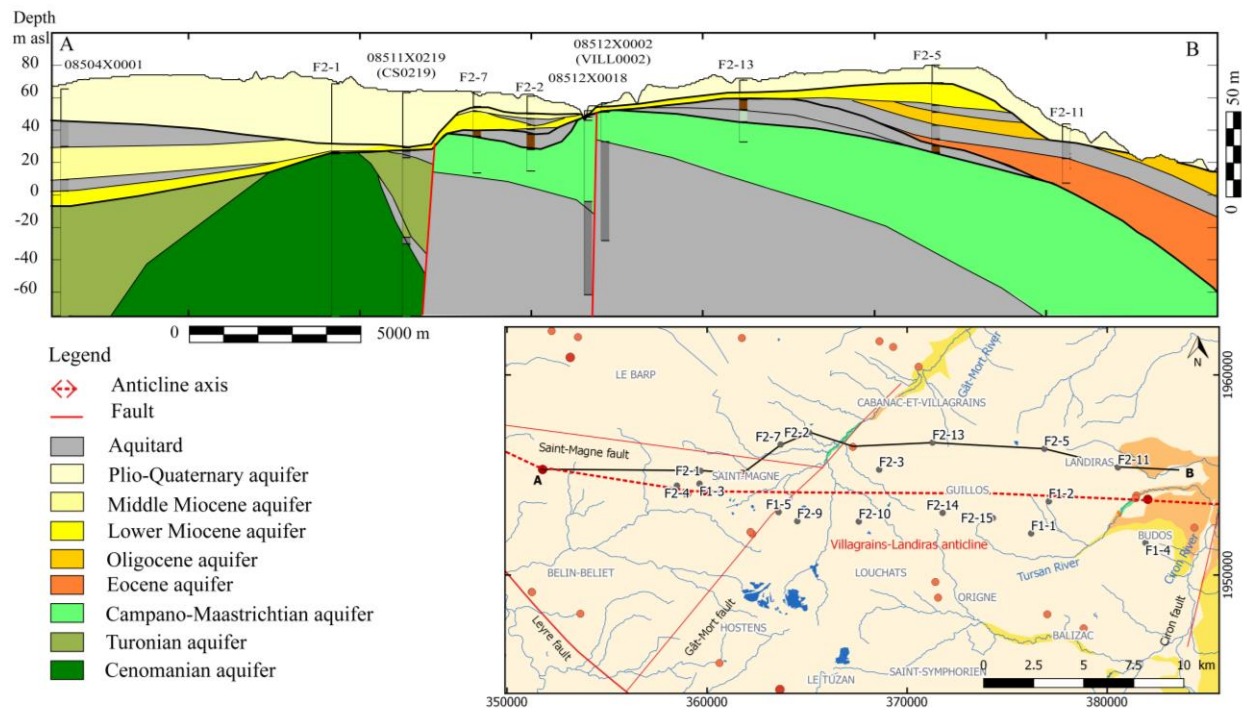 Depth
m asl
A
B
08504X0001
F2-1
08511X0219
(CS0219)
F2-7
F2-2
08512X0002
(VILL0002)
08512X0018
F2-13
F2-5
F2-11
80
60
40
20
0
-20
-40
-60
50 m
0
0 5000 m
Legend
Anticline axis
Fault
Aquitard
Plio-Quaternary aquifer
Middle Miocene aquifer
Lower Miocene aquifer
Oligocene aquifer
Eocene aquifer
Campano-Maastrichtian aquifer
Turonian aquifer
Cenomanian aquifer
N
LE BARP
Gât-Mort River
CABANAC-ET-VILLAGRAINS
Saint-Magne fault
F2-7
F2-2
F2-13
F2-5
LANDIRAS
F2-11
A
B
F2-1
SAINT-MAGNE
F2-3
F2-4
F1-3
GUILLOS
F1-2
F1-5
F2-9
F2-10
F2-14
F2-15
F1-1
Villagrains-Landiras anticline
BUDOS
F1-4
Ciron River
BELIN-BELIET
LOUCHATS
Tursan River
ORIGNE
Leyre fault
Gât-Mort fault
HOSTENS
BALIZAC
Ciron fault
LE TUZAN
SAINT-SYMPHORIEN
0 2.5 5 7.5 10 km
350000
360000
370000
380000
1960000
1950000